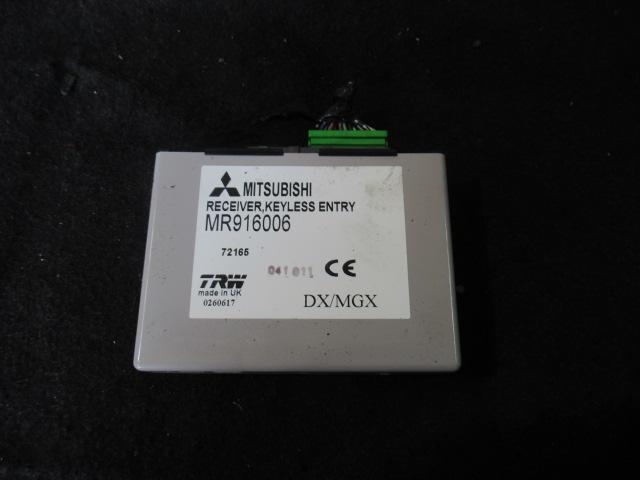 MITSUBISHI
RECEIVER,KEYLESS ENTRY
MR916006
72165
041011 CE
TRW
made in UK
0260617 DX/MGX